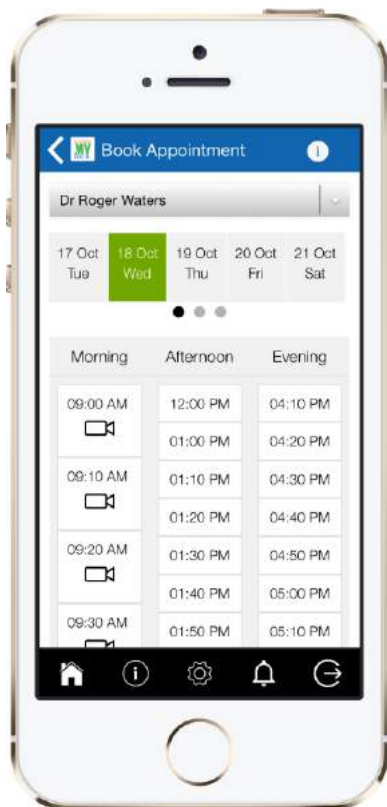 MY
Book Appointment
i
Dr Roger Waters
17 Oct 18 Oct 19 Oct 20 Oct 21 Oct
Tue Wed Thu Fri Sat
Morning Afternoon Evening
09:00 AM 12:00 PM 04:10 PM
01:00 PM 04:20 PM
09:10 AM 01:10 PM 04:30 PM
01:20 PM 04:40 PM
09:20 AM 01:30 PM 04:50 PM
01:40 PM 05:00 PM
09:30 AM 01:50 PM 05:10 PM
i